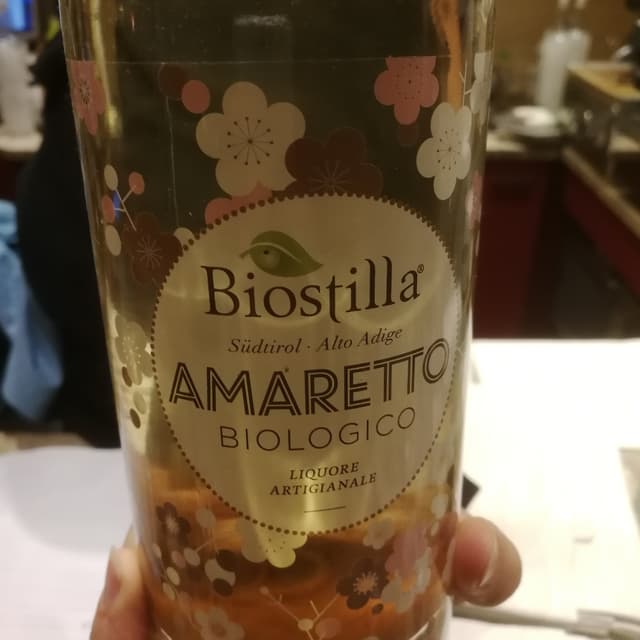 Biostilla®
Südtirol · Alto Adige
AMARETTO
BIOLOGICO
LIQUORE
ARTIGIANALE